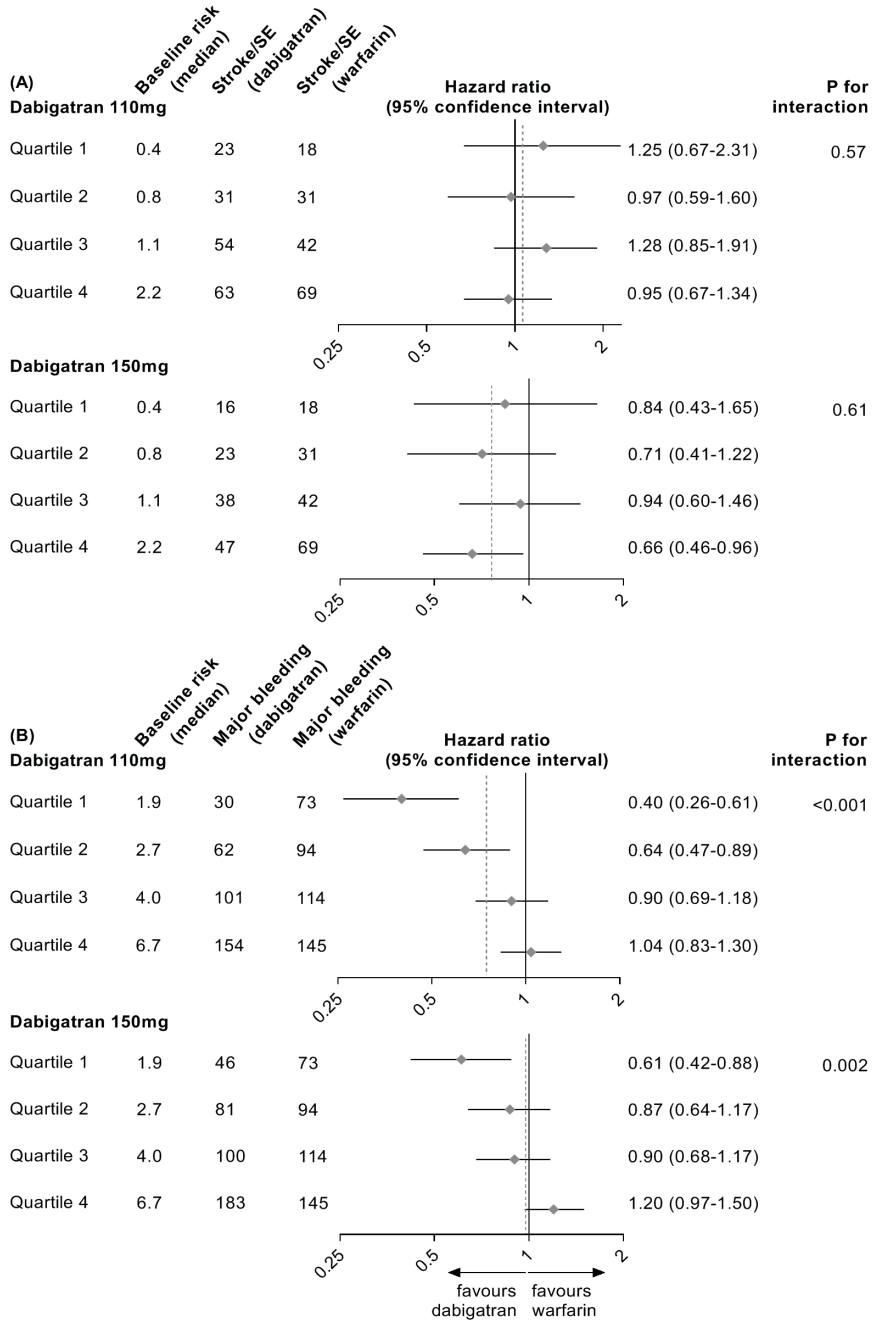 Baseline risk
(median)
Stroke/SE
(dabigatran)
Stroke/SE
(warfarin)
(A)
Hazard ratio
P for
Dabigatran 110mg
(95% confidence interval)
interaction
Quartile 1 0.4 23 18 1.25 (0.67-2.31) 0.57
Quartile 2 0.8 31 31 0.97 (0.59-1.60)
Quartile 3 1.1 54 42 1.28 (0.85-1.91)
Quartile 4 2.2 63 69 0.95 (0.67-1.34)
0.25 0.5 1 2
Dabigatran 150mg
Quartile 1 0.4 16 18 0.84 (0.43-1.65) 0.61
Quartile 2 0.8 23 31 0.71 (0.41-1.22)
Quartile 3 1.1 38 42 0.94 (0.60-1.46)
Quartile 4 2.2 47 69 0.66 (0.46-0.96)
0.25 0.5 1 2
Baseline risk
(median)
Major bleeding
(dabigatran)
Major bleeding
(warfarin)
(B)
Hazard ratio
P for
Dabigatran 110mg
(95% confidence interval)
interaction
Quartile 1 1.9 30 73 0.40 (0.26-0.61) <0.001
Quartile 2 2.7 62 94 0.64 (0.47-0.89)
Quartile 3 4.0 101 114 0.90 (0.69-1.18)
Quartile 4 6.7 154 145 1.04 (0.83-1.30)
0.25 0.5 1 2
Dabigatran 150mg
Quartile 1 1.9 46 73 0.61 (0.42-0.88) 0.002
Quartile 2 2.7 81 94 0.87 (0.64-1.17)
Quartile 3 4.0 100 114 0.90 (0.68-1.17)
Quartile 4 6.7 183 145 1.20 (0.97-1.50)
0.25 0.5 1 2
favours
dabigatran
favours
warfarin